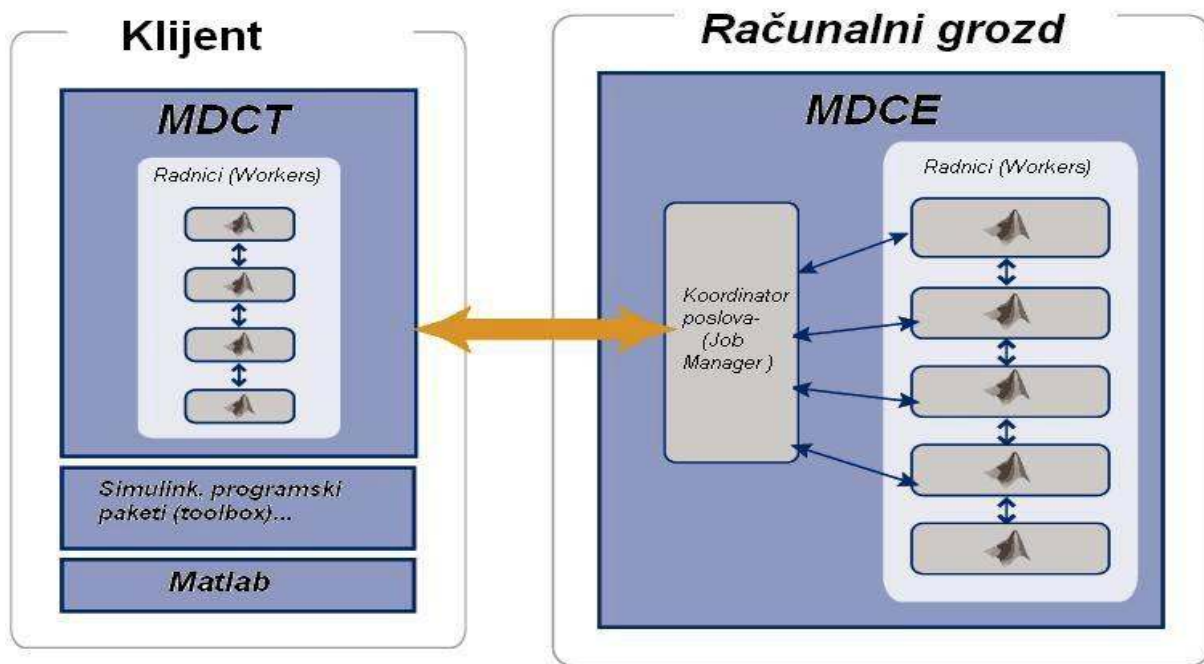 Klijent
MDCT
Radnici (Workers)
Simulink. programski
paketi (toolbox)...
Matlab
Računalni grozd
MDCE
Radnici (Workers)
Koordinator
poslova-
(Job
Manager )